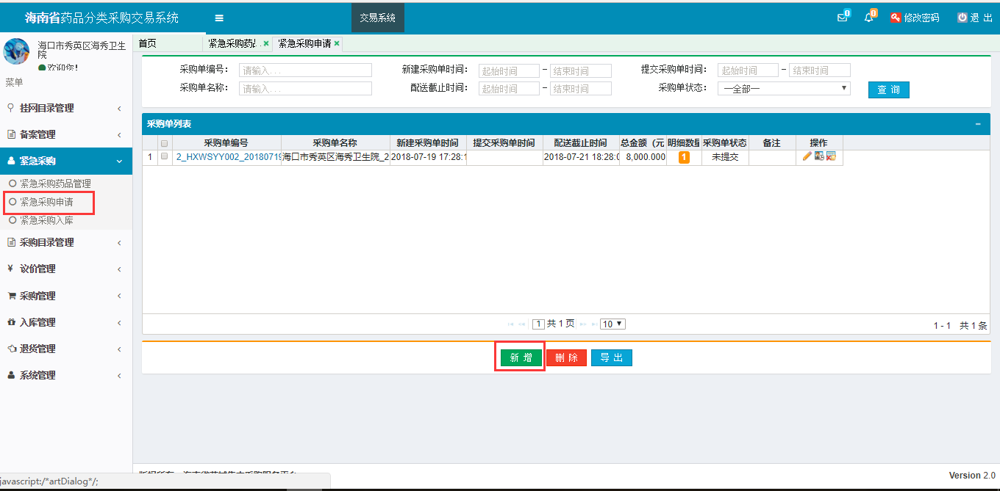 海南省药品分类采购交易系统
交易系统
0
0
修改密码
退 出
海口市秀英区海秀卫生
院
欢迎你!
菜单
挂网目录管理
备案管理
紧急采购
紧急采购药品管理
紧急采购申请
紧急采购入库
采购目录管理
议价管理
采购管理
入库管理
退货管理
系统管理
首页
紧急采购药
紧急采购申请
采购单编号：
请输入...
新建采购单时间：
起始时间
–
结束时间
提交采购单时间：
起始时间
–
结束时间
采购单名称：
请输入...
配送截止时间：
起始时间
–
结束时间
采购单状态：
—全部—
查 询
采购单列表
采购单编号
采购单名称
新建采购单时间
提交采购单时间
配送截止时间
总金额（元
明细数量
采购单状态
备注
操作
1
2_HXWSYY002_20180719
海口市秀英区海秀卫生院_2
2018-07-19 17:28:1
2018-07-21 18:28:0
8,000.000
1
未提交
1 共 1 页
10
1 - 1 共 1 条
新 增
删 除
导 出
Version 2.0
javascript:/*artDialog*/;